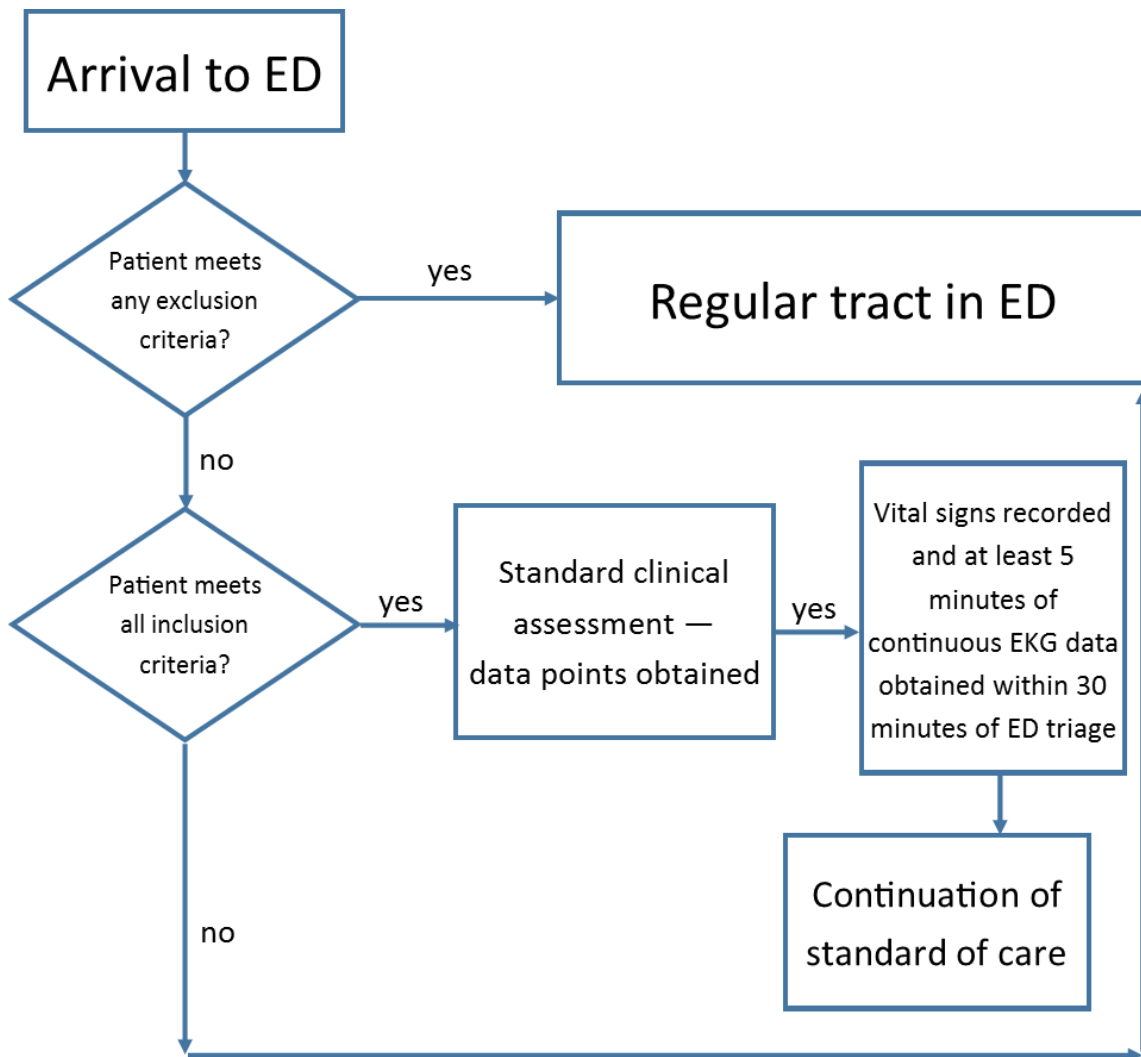 Arrival to ED
Patient meets
any exclusion
criteria?
yes
Regular tract in ED
no
Patient meets
all inclusion
criteria?
yes
Standard clinical
assessment —
data points obtained
yes
Vital signs recorded
and at least 5
minutes of
continuous EKG data
obtained within 30
minutes of ED triage
no
Continuation of
standard of care